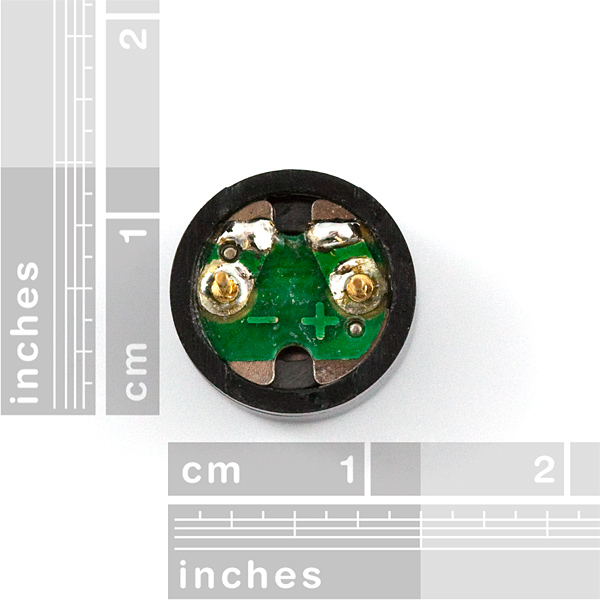 2
1
cm
inches
- +
cm 1 2
inches